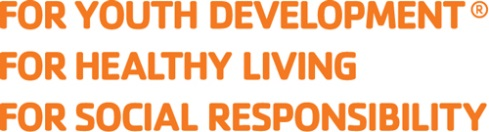 FOR YOUTH DEVELOPMENT®
FOR HEALTHY LIVING
FOR SOCIAL RESPONSIBILITY